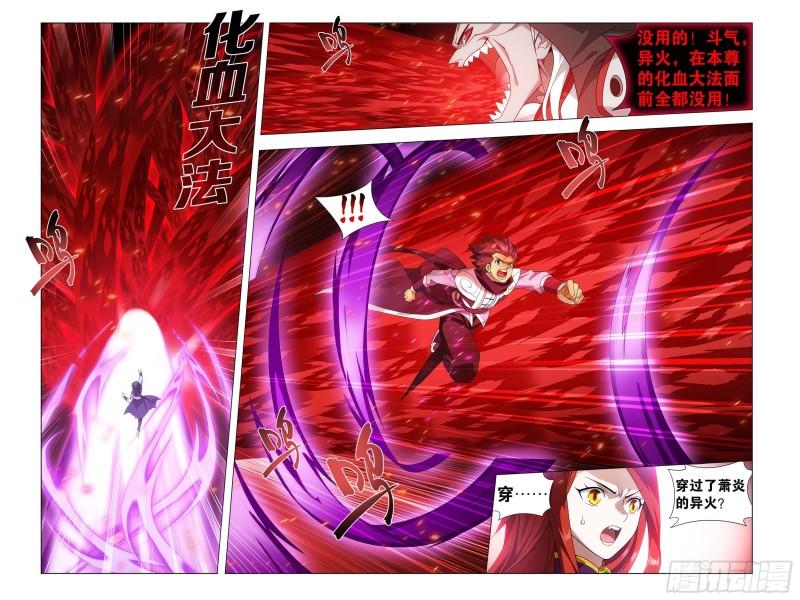 化血大法
呜
呜
没用的！斗气，
异火，在本尊
的化血大法面
前全都没用！
呜
!!!
呜
呜
穿……
穿过了萧炎
的异火？
腾讯动漫